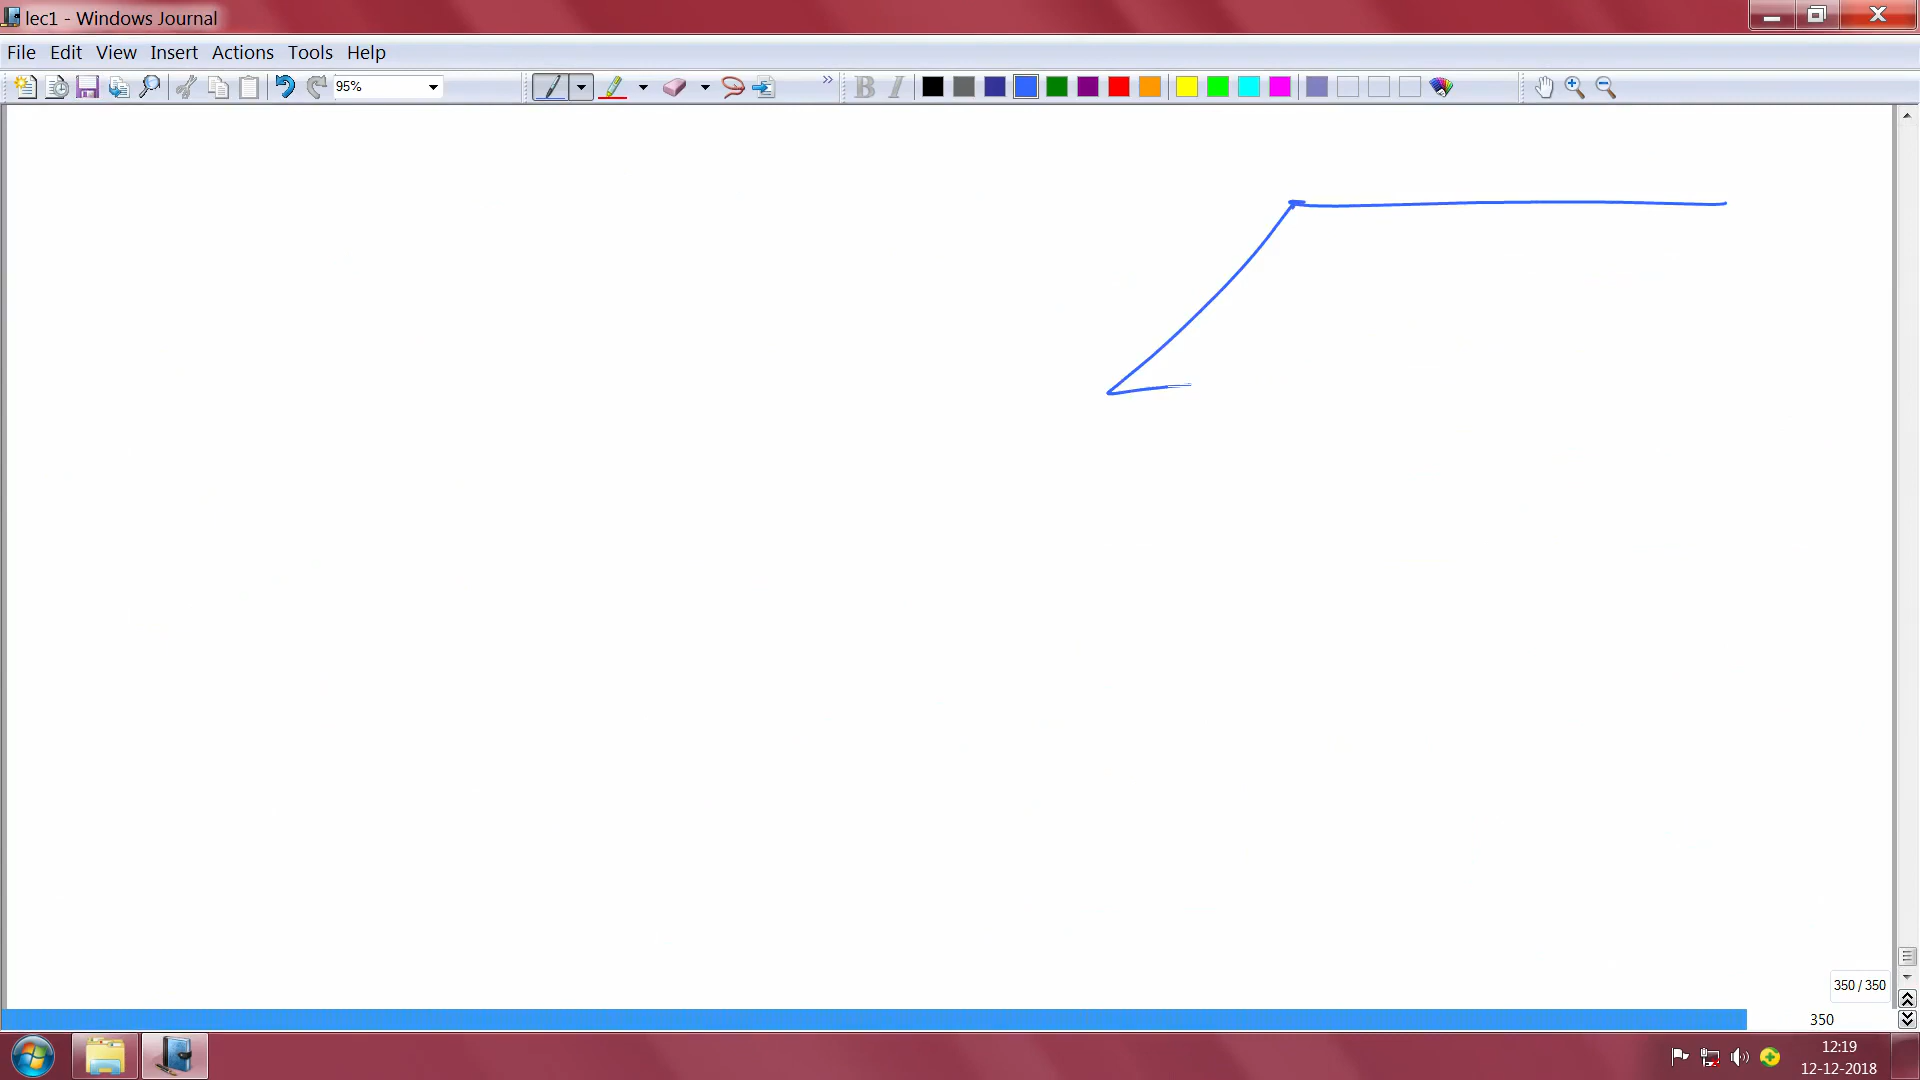 lec1 - Windows Journal
File Edit View Insert Actions Tools Help
95%
B I
350 / 350
350
12:19
12-12-2018